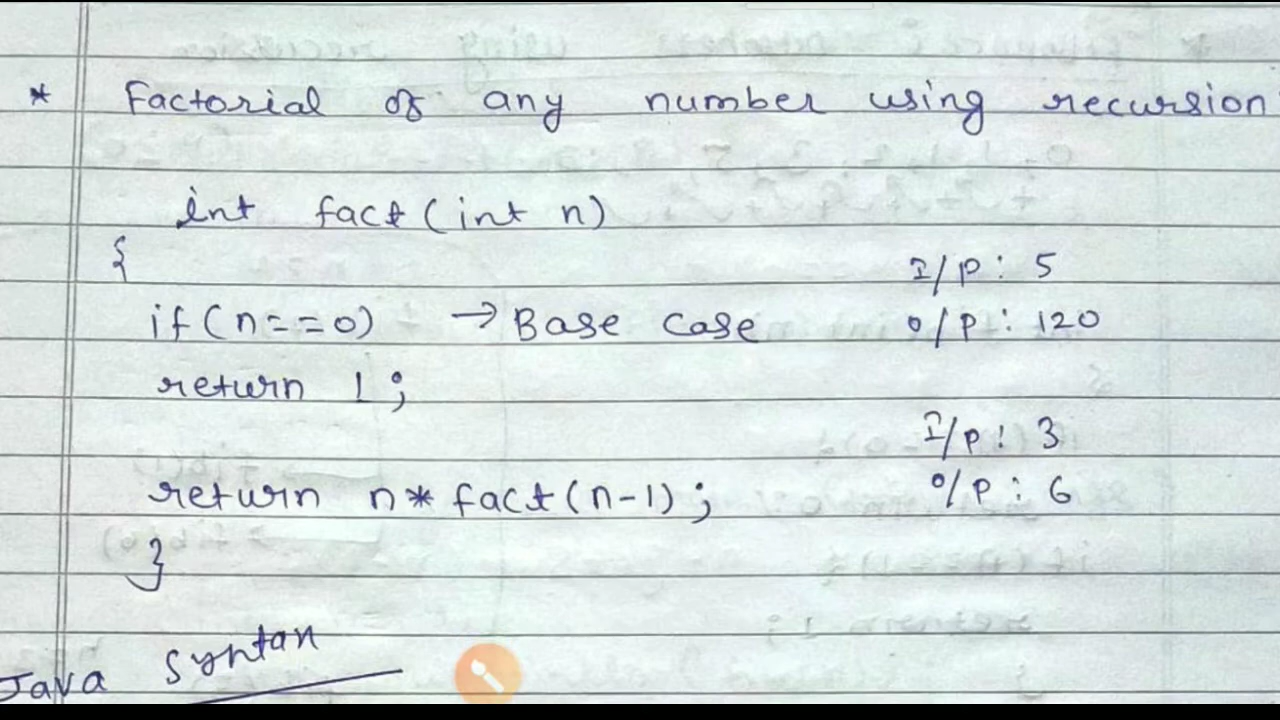 * Factorial of any number using recursion:
int fact(int n)
{
I/P: 5
if(n==0) → Base case
O/P: 120
return 1;
I/P: 3
return n*fact(n-1);
O/P: 6
}
Java Syntax